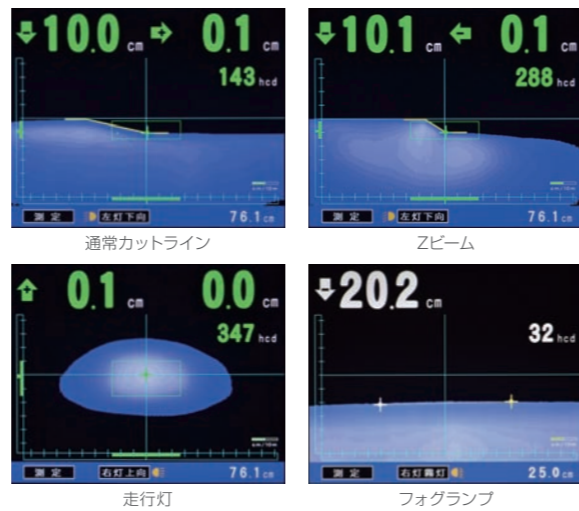 10.0 cm 0.1 cm
143 hcd
測定 左灯下向 76.1 cm
通常カットライン
10.1 cm 0.1 cm
288 hcd
測定 左灯下向 76.1 cm
Zビーム
0.1 cm 0.0 cm
347 hcd
測定 右灯上向 76.1 cm
走行灯
20.2 cm
32 hcd
測定 右灯霧灯 25.0 cm
フォグランプ